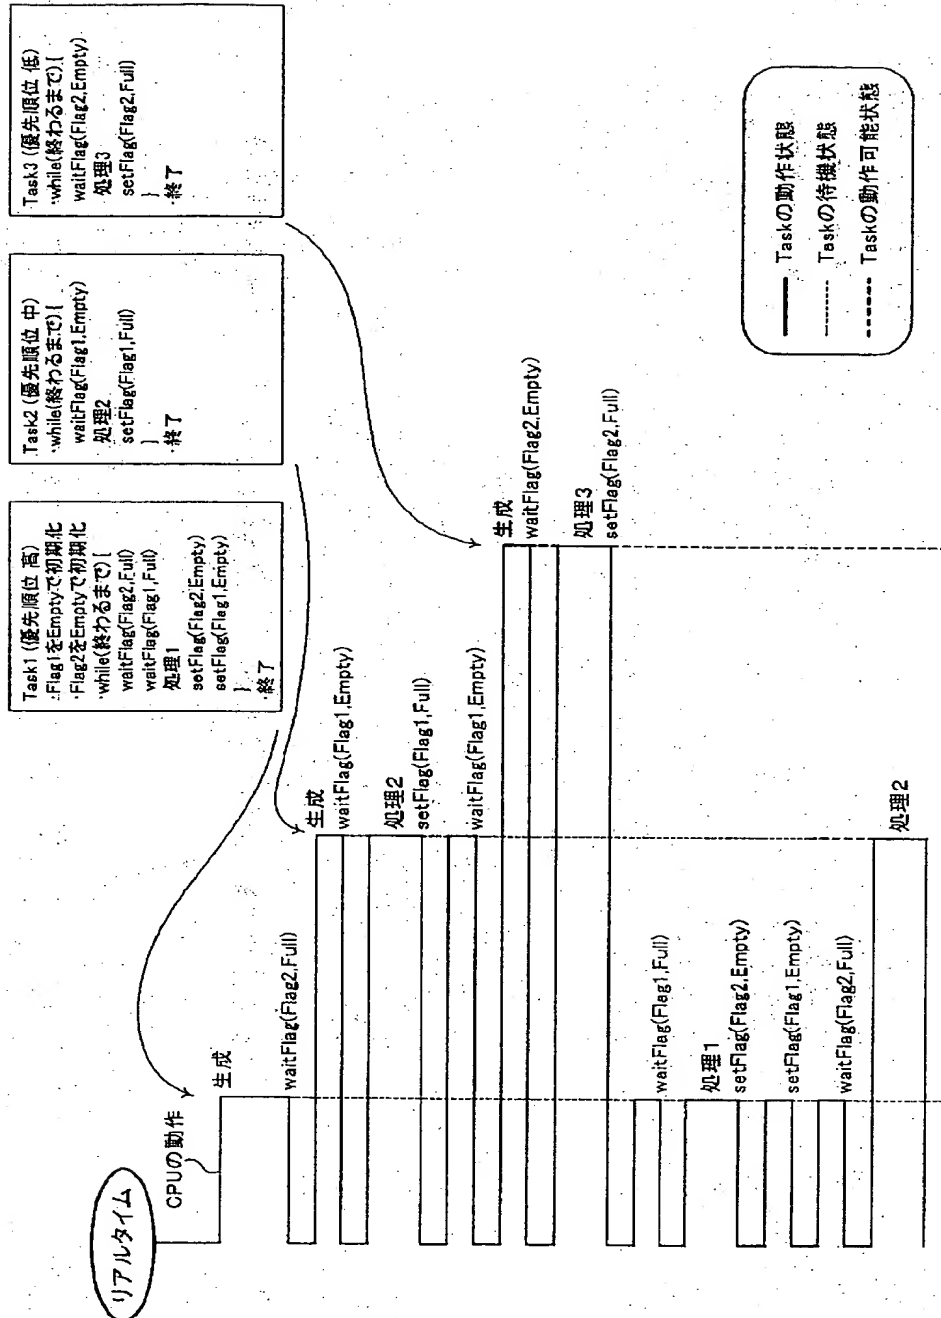 リアルタイム
CPUの動作
Task1 (優先順位 高)
・Flag1をEmptyで初期化
・Flag2をEmptyで初期化
・while(終わるまで) {
waitFlag(Flag2,Full)
waitFlag(Flag1,Full)
処理1
setFlag(Flag2,Empty)
setFlag(Flag1,Empty)
}
・終了
Task2 (優先順位 中)
・while(終わるまで) {
waitFlag(Flag1,Empty)
処理2
setFlag(Flag1,Full)
}
・終了
Task3 (優先順位 低)
・while(終わるまで) {
waitFlag(Flag2,Empty)
処理3
setFlag(Flag2,Full)
}
・終了
生成
waitFlag(Flag2,Full)
生成
waitFlag(Flag1,Empty)
処理2
setFlag(Flag1,Full)
waitFlag(Flag1,Empty)
生成
waitFlag(Flag2,Empty)
処理3
setFlag(Flag2,Full)
waitFlag(Flag1,Full)
処理1
setFlag(Flag2,Empty)
setFlag(Flag1,Empty)
waitFlag(Flag2,Full)
処理2
Taskの動作状態
Taskの待機状態
Taskの動作可能状態